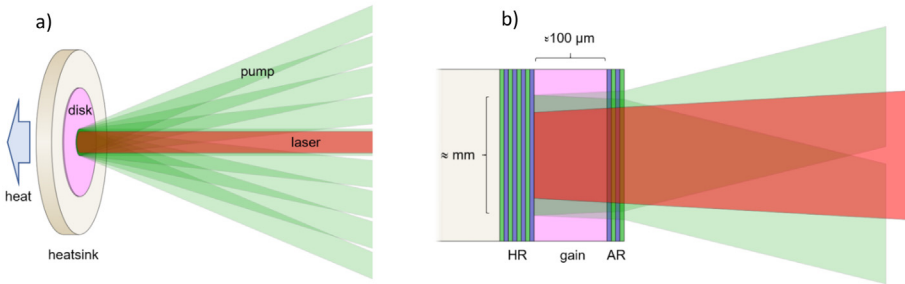 a)
pump
disk
laser
heat
heatsink
b)
≈100 µm
≈ mm
HR
gain
AR